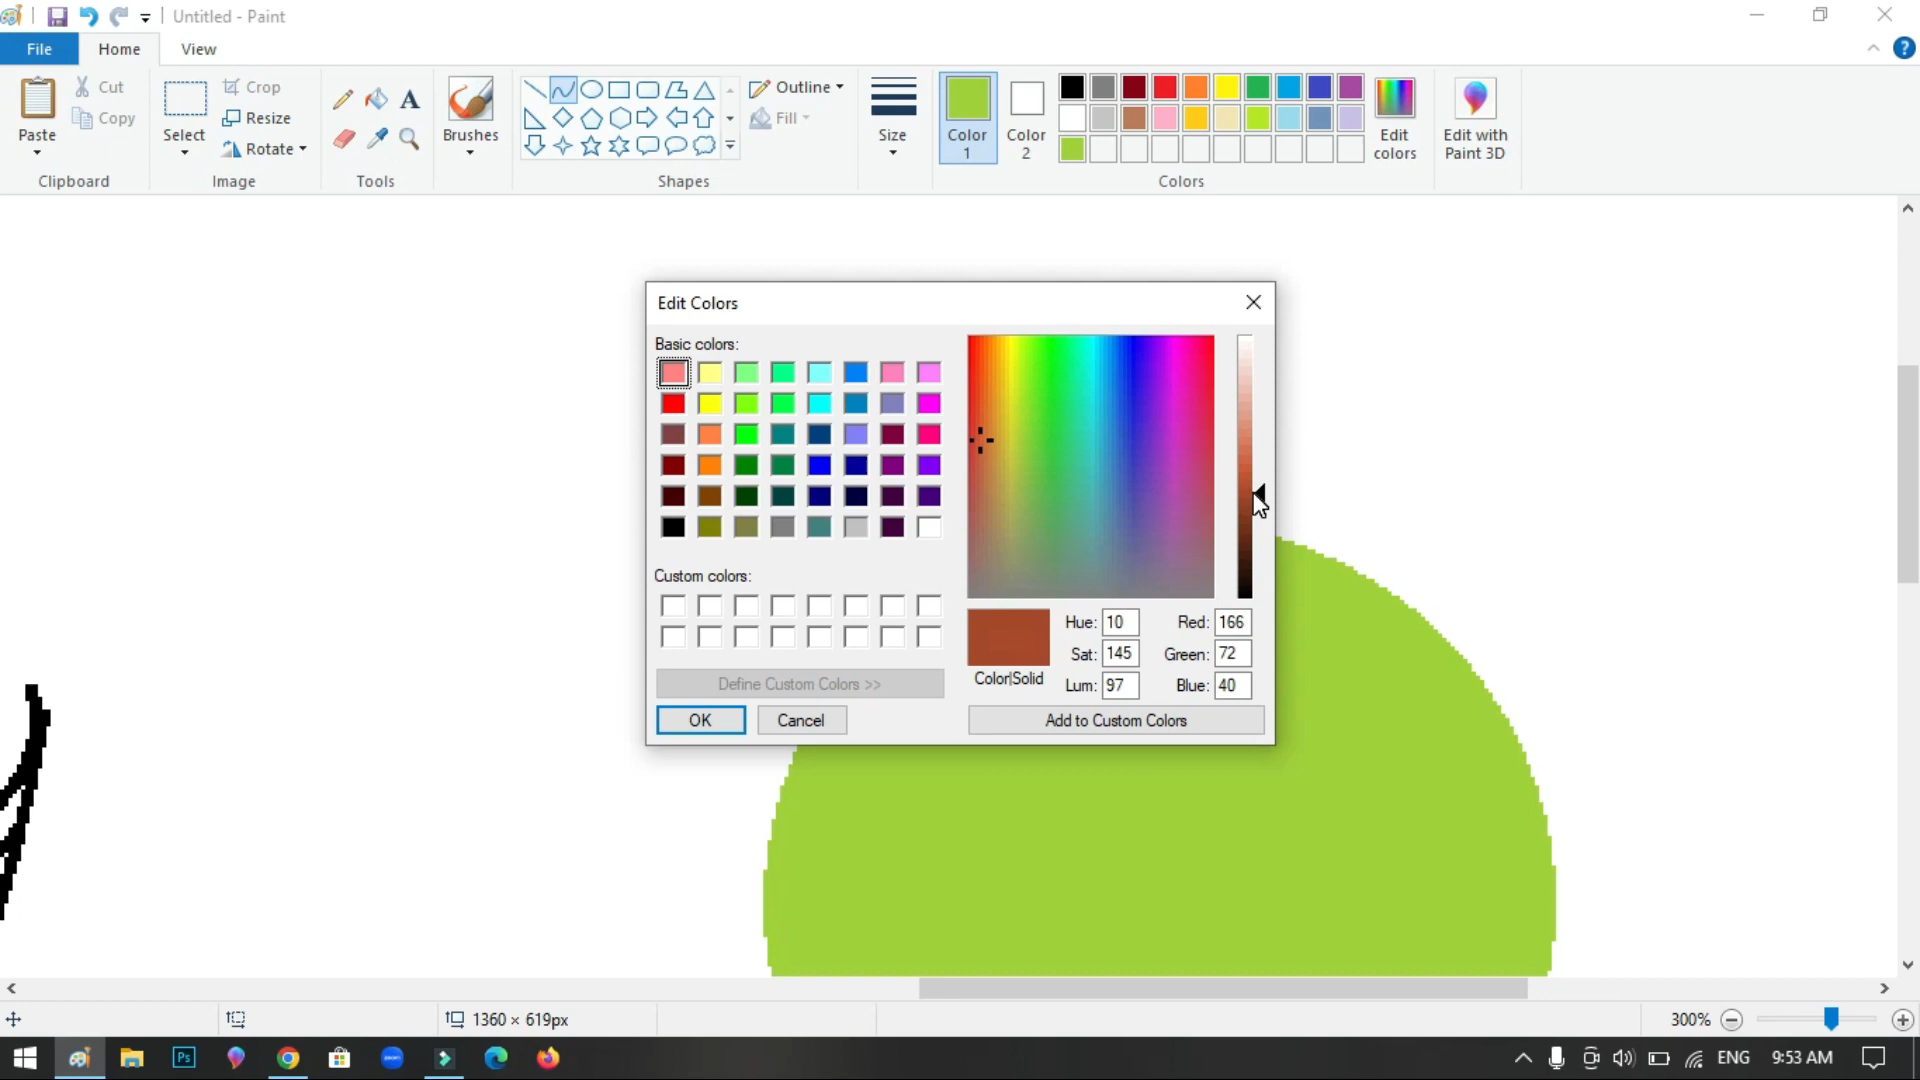 Untitled - Paint
File Home View
Paste
Cut
Copy
Clipboard
Select
Crop
Resize
Rotate
Image
A
Tools
Brushes
Shapes
Outline
Fill
Size
Color 1
Color 2
Edit colors
Colors
Edit with Paint 3D
?
Edit Colors
Basic colors:
Custom colors:
Define Custom Colors >>
OK Cancel
Color|Solid
Hue: 10 Red: 166
Sat: 145 Green: 72
Lum: 97 Blue: 40
Add to Custom Colors
1360 × 619px
300%
Ps
zoom
ENG
9:53 AM